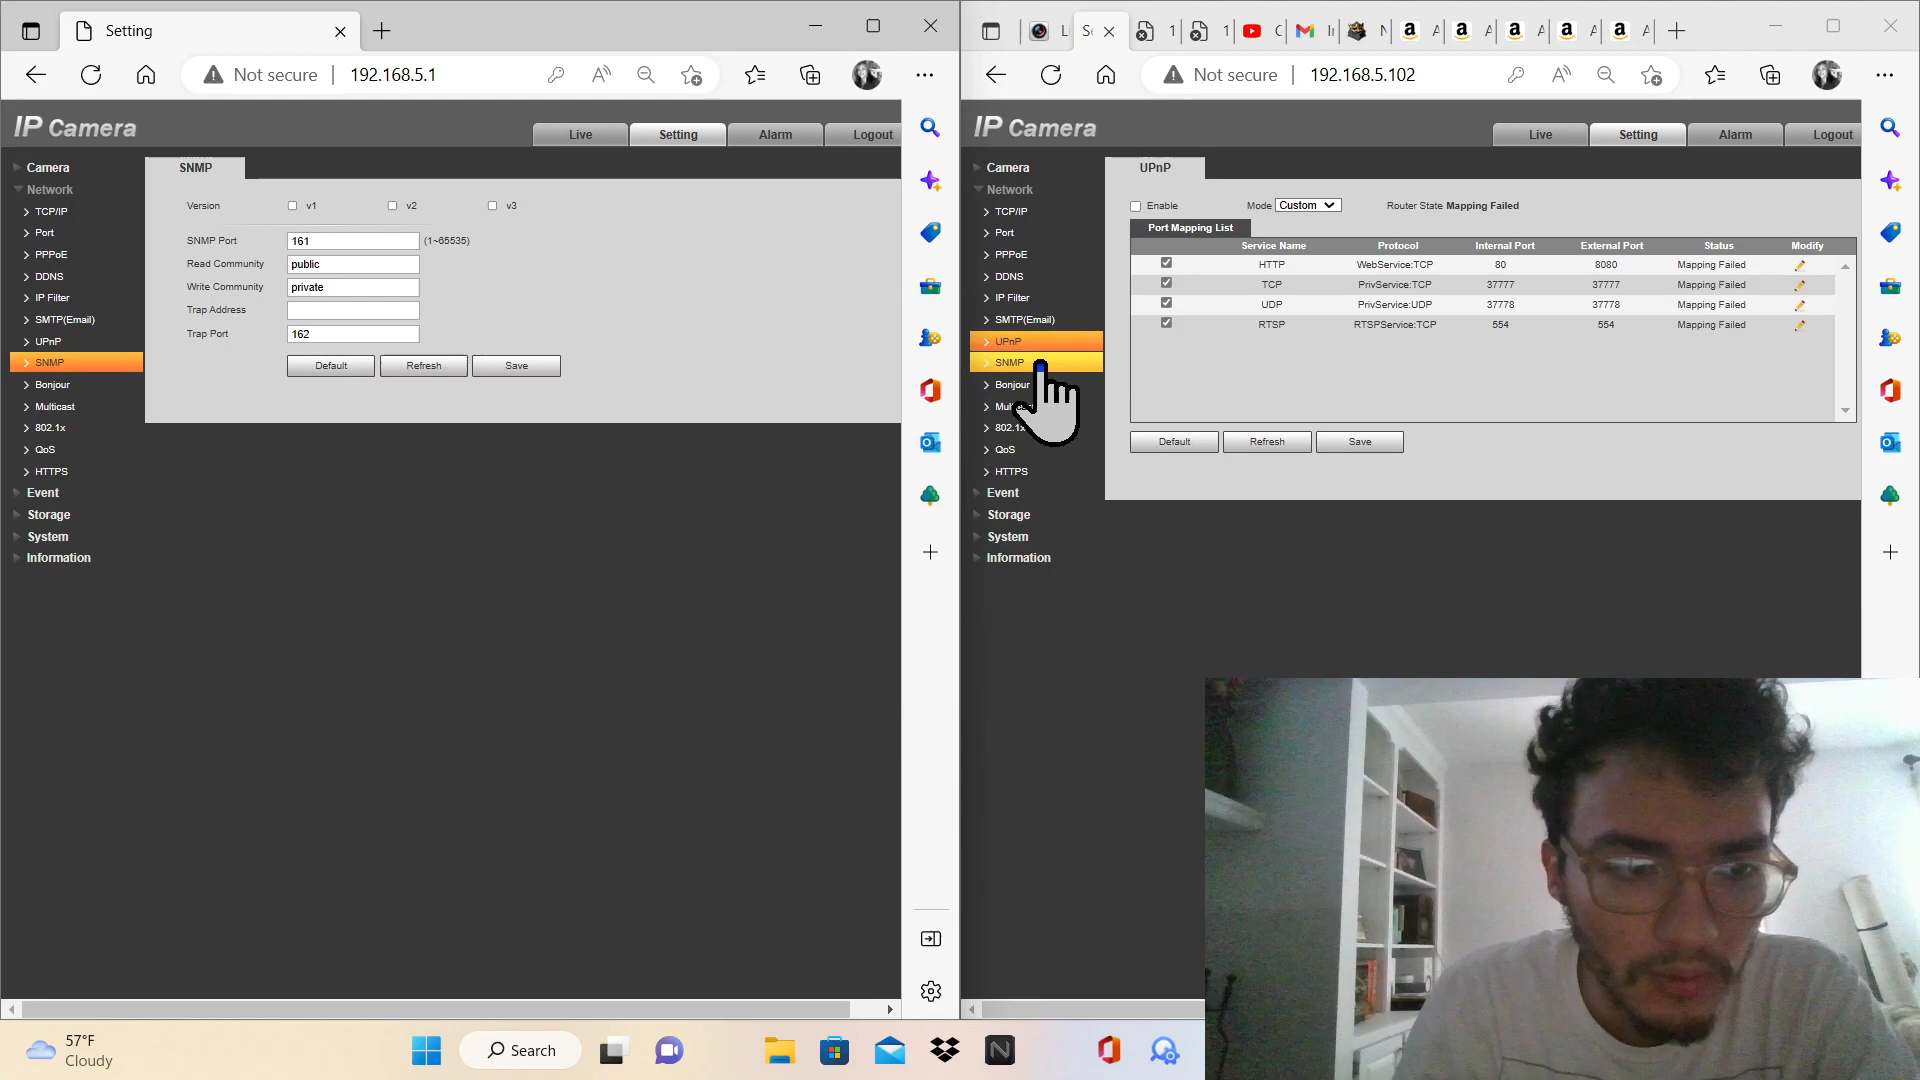 Setting
Not secure | 192.168.5.1
IP Camera
Live
Setting
Alarm
Logout
Camera
Network
TCP/IP
Port
PPPoE
DDNS
IP Filter
SMTP(Email)
UPnP
SNMP
Bonjour
Multicast
802.1x
QoS
HTTPS
Event
Storage
System
Information
SNMP
Version v1 v2 v3
SNMP Port 161 (1~65535)
Read Community public
Write Community private
Trap Address
Trap Port 162
Default Refresh Save
Not secure | 192.168.5.102
IP Camera
Live
Setting
Alarm
Logout
Camera
Network
TCP/IP
Port
PPPoE
DDNS
IP Filter
SMTP(Email)
UPnP
SNMP
Bonjour
802.1x
QoS
HTTPS
Event
Storage
System
Information
UPnP
Enable Mode Custom Router State Mapping Failed
Port Mapping List
Service Name Protocol Internal Port External Port Status Modify
HTTP WebService:TCP 80 8080 Mapping Failed
TCP PrivService:TCP 37777 37777 Mapping Failed
UDP PrivService:UDP 37778 37778 Mapping Failed
RTSP RTSPService:TCP 554 554 Mapping Failed
Default Refresh Save
57°F
Cloudy
Search